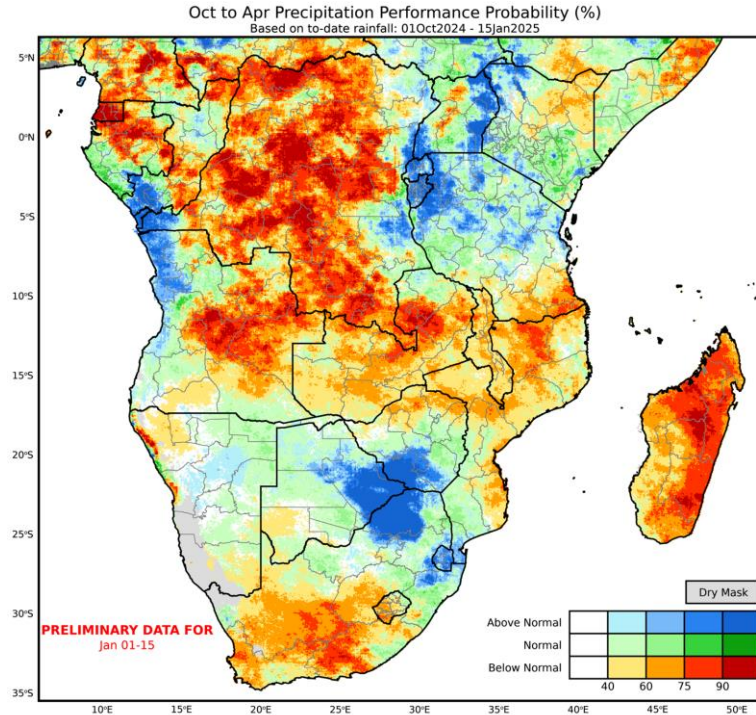 Oct to Apr Precipitation Performance Probability (%)
Based on to-date rainfall: 01Oct2024 - 15Jan2025
5°N
0°N
5°S
10°S
15°S
20°S
25°S
30°S
35°S
Dry Mask
Above Normal
Normal
Below Normal
40 60 75 90
PRELIMINARY DATA FOR
Jan 01-15
10°E 15°E 20°E 25°E 30°E 35°E 40°E 45°E 50°E